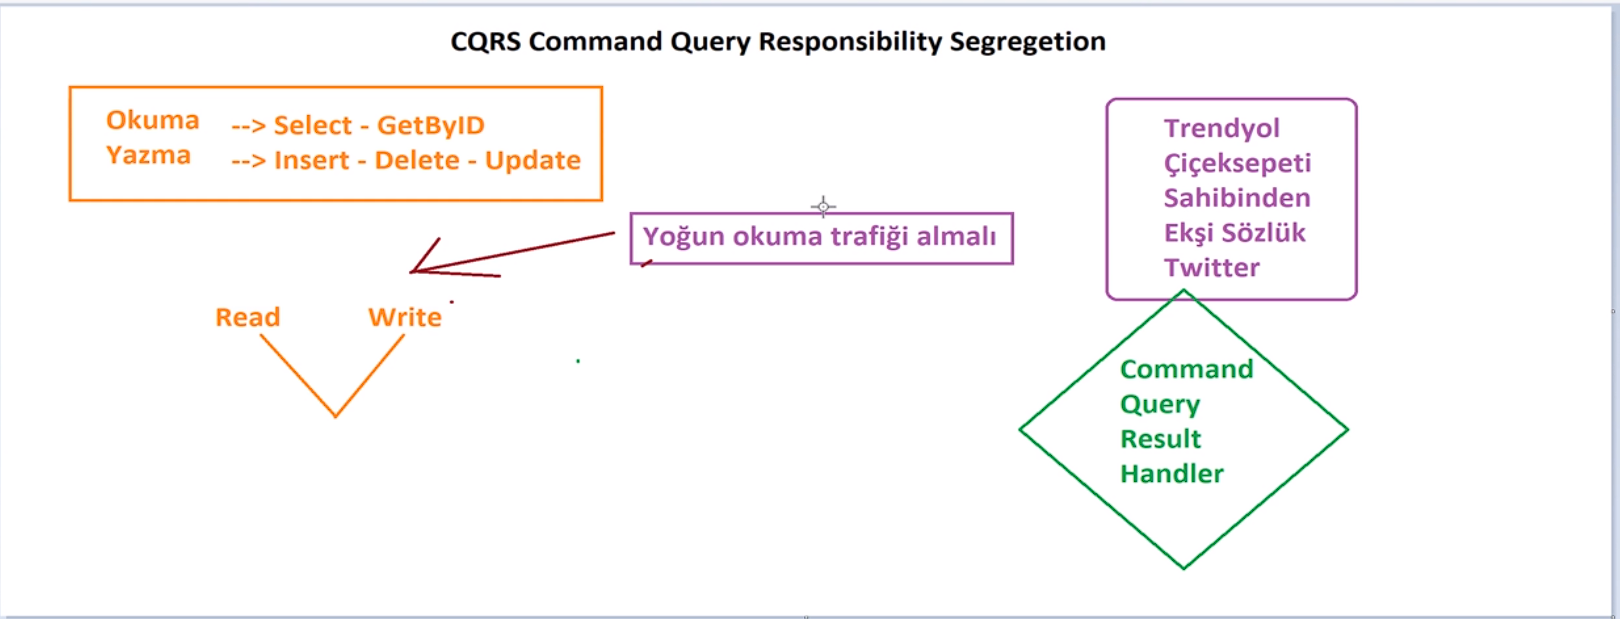 CQRS Command Query Responsibility Segregetion
Okuma --> Select - GetByID
Yazma --> Insert - Delete - Update
Yoğun okuma trafiği almalı
Read Write
Trendyol
Çiçeksepeti
Sahibinden
Ekşi Sözlük
Twitter
Command
Query
Result
Handler